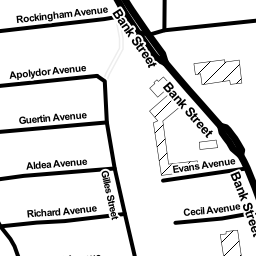 Rockingham Avenue
Bank Street
Apolydor Avenue
Bank Street
Guertin Avenue
Aldea Avenue
Evans Avenue
Gilles Street
Bank Street
Richard Avenue
Cecil Avenue